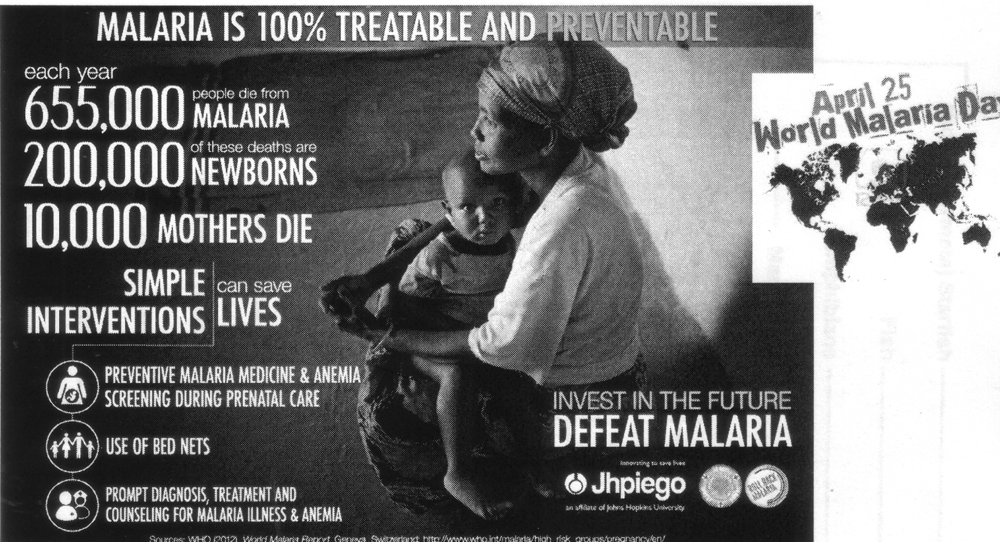 MALARIA IS 100% TREATABLE AND PREVENTABLE
each year
655,000 people die from MALARIA
200,000 of these deaths are NEWBORNS
10,000 MOTHERS DIE
SIMPLE INTERVENTIONS can save LIVES
PREVENTIVE MALARIA MEDICINE & ANEMIA
SCREENING DURING PRENATAL CARE
USE OF BED NETS
PROMPT DIAGNOSIS, TREATMENT AND
COUNSELING FOR MALARIA ILLNESS & ANEMIA
April 25
World Malaria Day
INVEST IN THE FUTURE
DEFEAT MALARIA
innovating to save lives
Jhpiego
an affiliate of Johns Hopkins University
ROLL BACK
MALARIA
Sources: WHO (2012). World Malaria Report. Geneva, Switzerland; http://www.who.int/malaria/high_risk_groups/pregnancy/en/